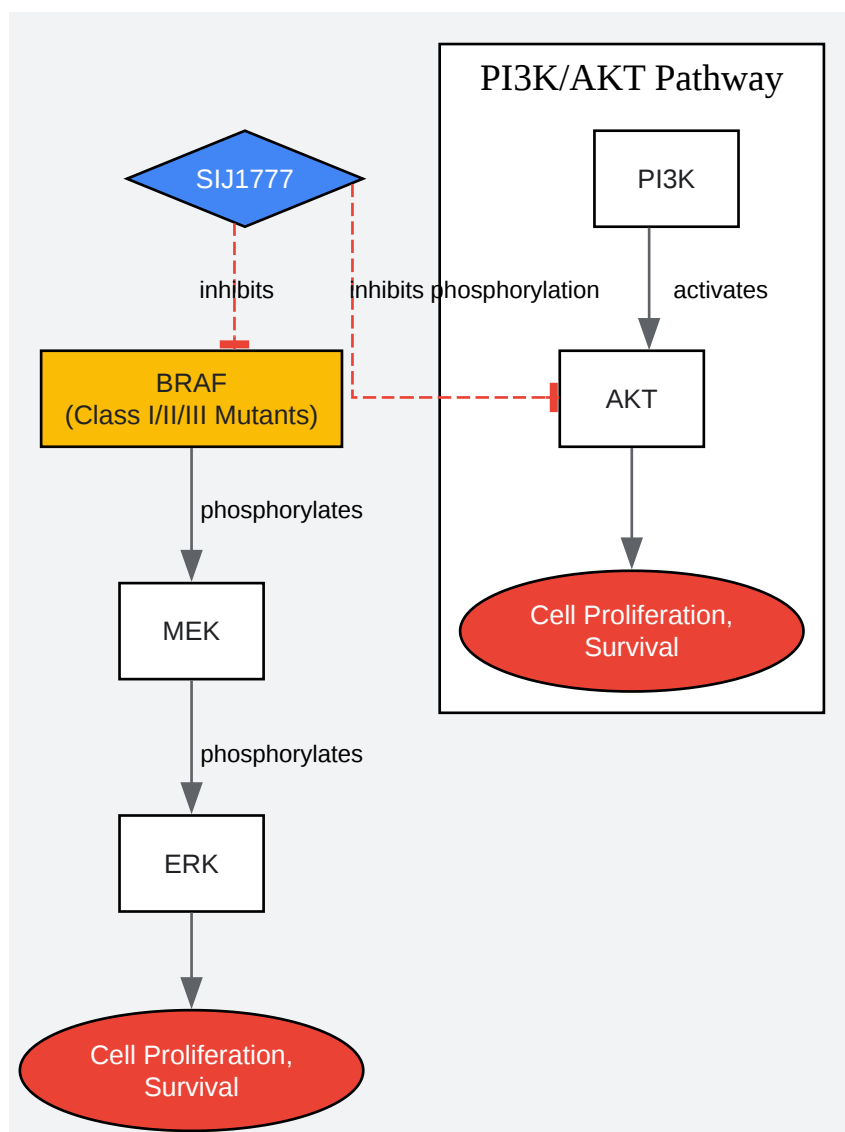 PI3K/AKT Pathway
SIJ1777
PI3K
inhibits
inhibits phosphorylation
activates
BRAF
(Class I/II/III Mutants)
AKT
phosphorylates
MEK
Cell Proliferation,
Survival
phosphorylates
ERK
Cell Proliferation,
Survival